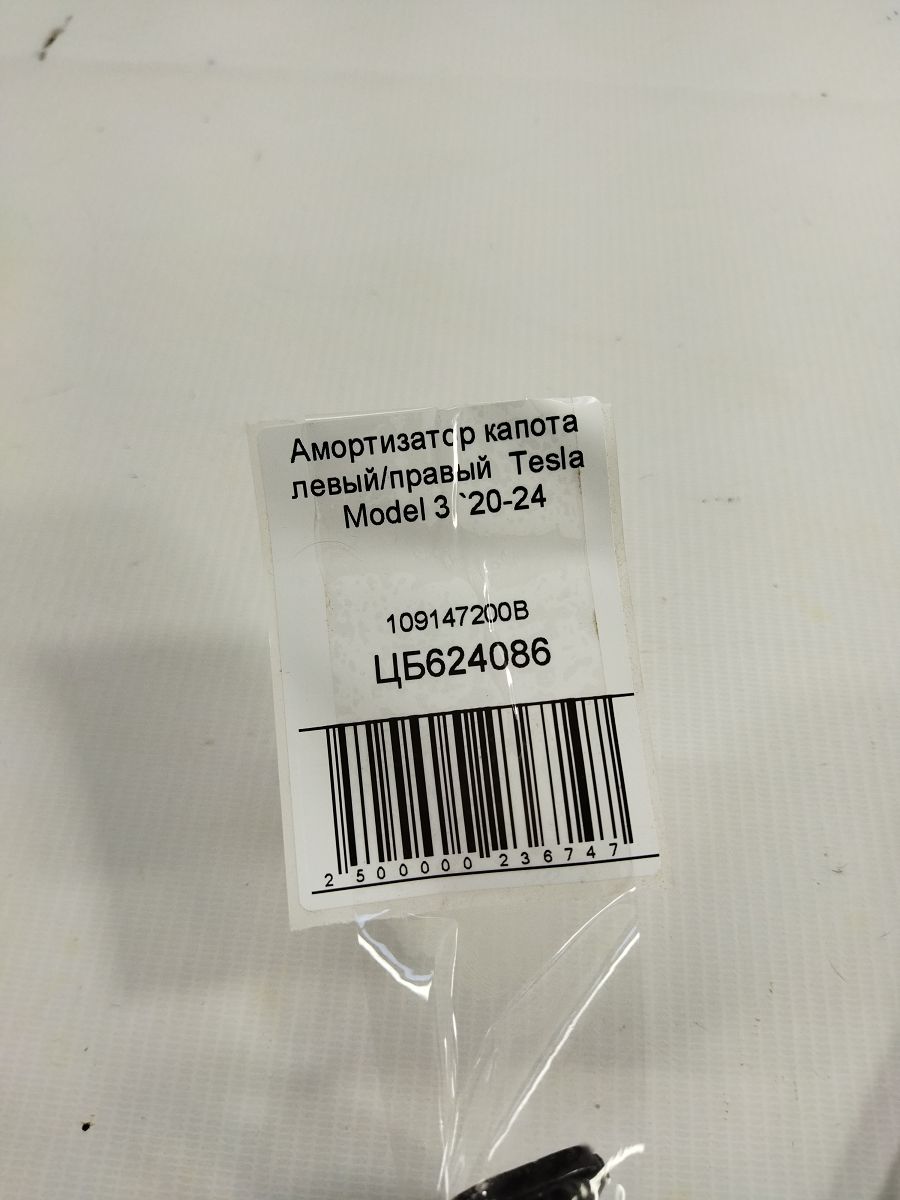 Амортизатор капота
левый/правый Tesla
Model 3 `20-24
109147200B
ЦБ624086
2 500000 236747